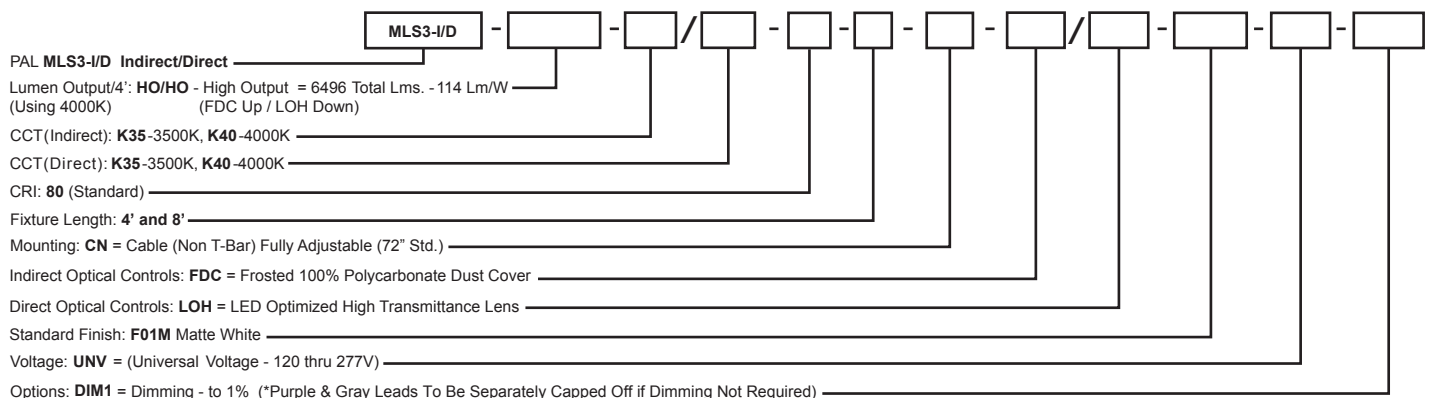 MLS3-I/D - - / - - - - / - - -
PAL MLS3-I/D Indirect/Direct
Lumen Output/4’: HO/HO - High Output = 6496 Total Lms. - 114 Lm/W
(Using 4000K) (FDC Up / LOH Down)
CCT(Indirect): K35-3500K, K40-4000K
CCT(Direct): K35-3500K, K40-4000K
CRI: 80 (Standard)
Fixture Length: 4’ and 8’
Mounting: CN = Cable (Non T-Bar) Fully Adjustable (72” Std.)
Indirect Optical Controls: FDC = Frosted 100% Polycarbonate Dust Cover
Direct Optical Controls: LOH = LED Optimized High Transmittance Lens
Standard Finish: F01M Matte White
Voltage: UNV = (Universal Voltage - 120 thru 277V)
Options: DIM1 = Dimming - to 1% (*Purple & Gray Leads To Be Separately Capped Off if Dimming Not Required)